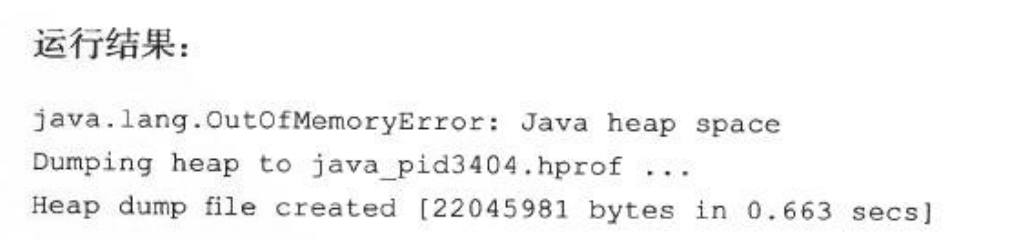 运行结果：
java.lang.OutOfMemoryError: Java heap space
Dumping heap to java_pid3404.hprof ...
Heap dump file created [22045981 bytes in 0.663 secs]